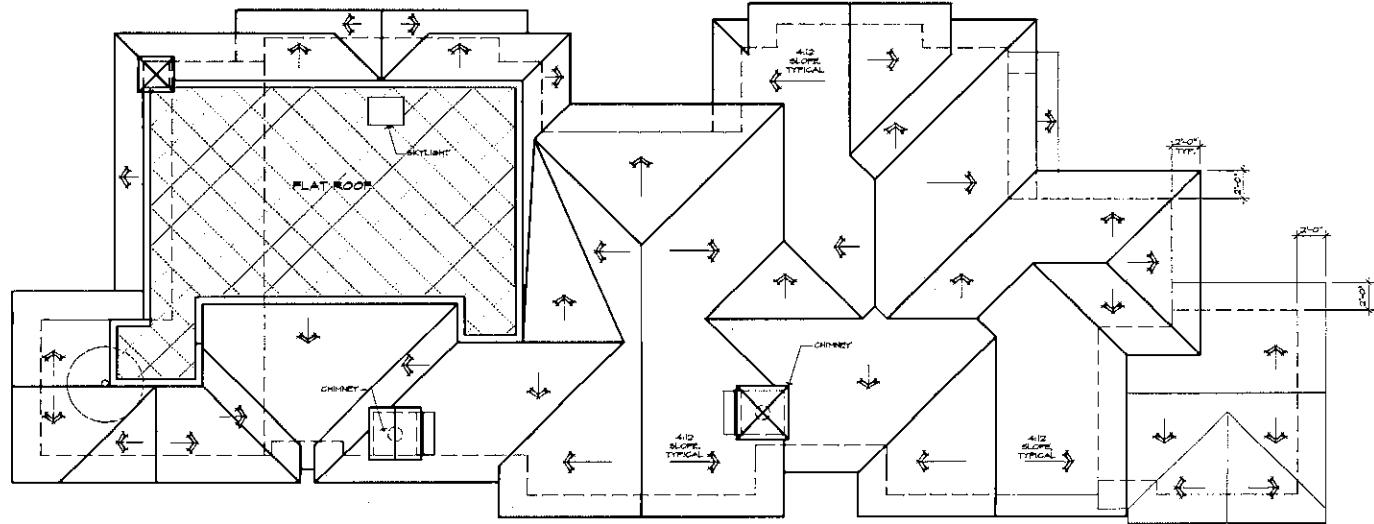 4:12
SLOPE,
TYPICAL
SKYLIGHT
FLAT ROOF
2'-0"
TYP.
2'-0"
2'-0"
2'-0"
CHIMNEY
CHIMNEY
4:12
SLOPE,
TYPICAL
4:12
SLOPE,
TYPICAL